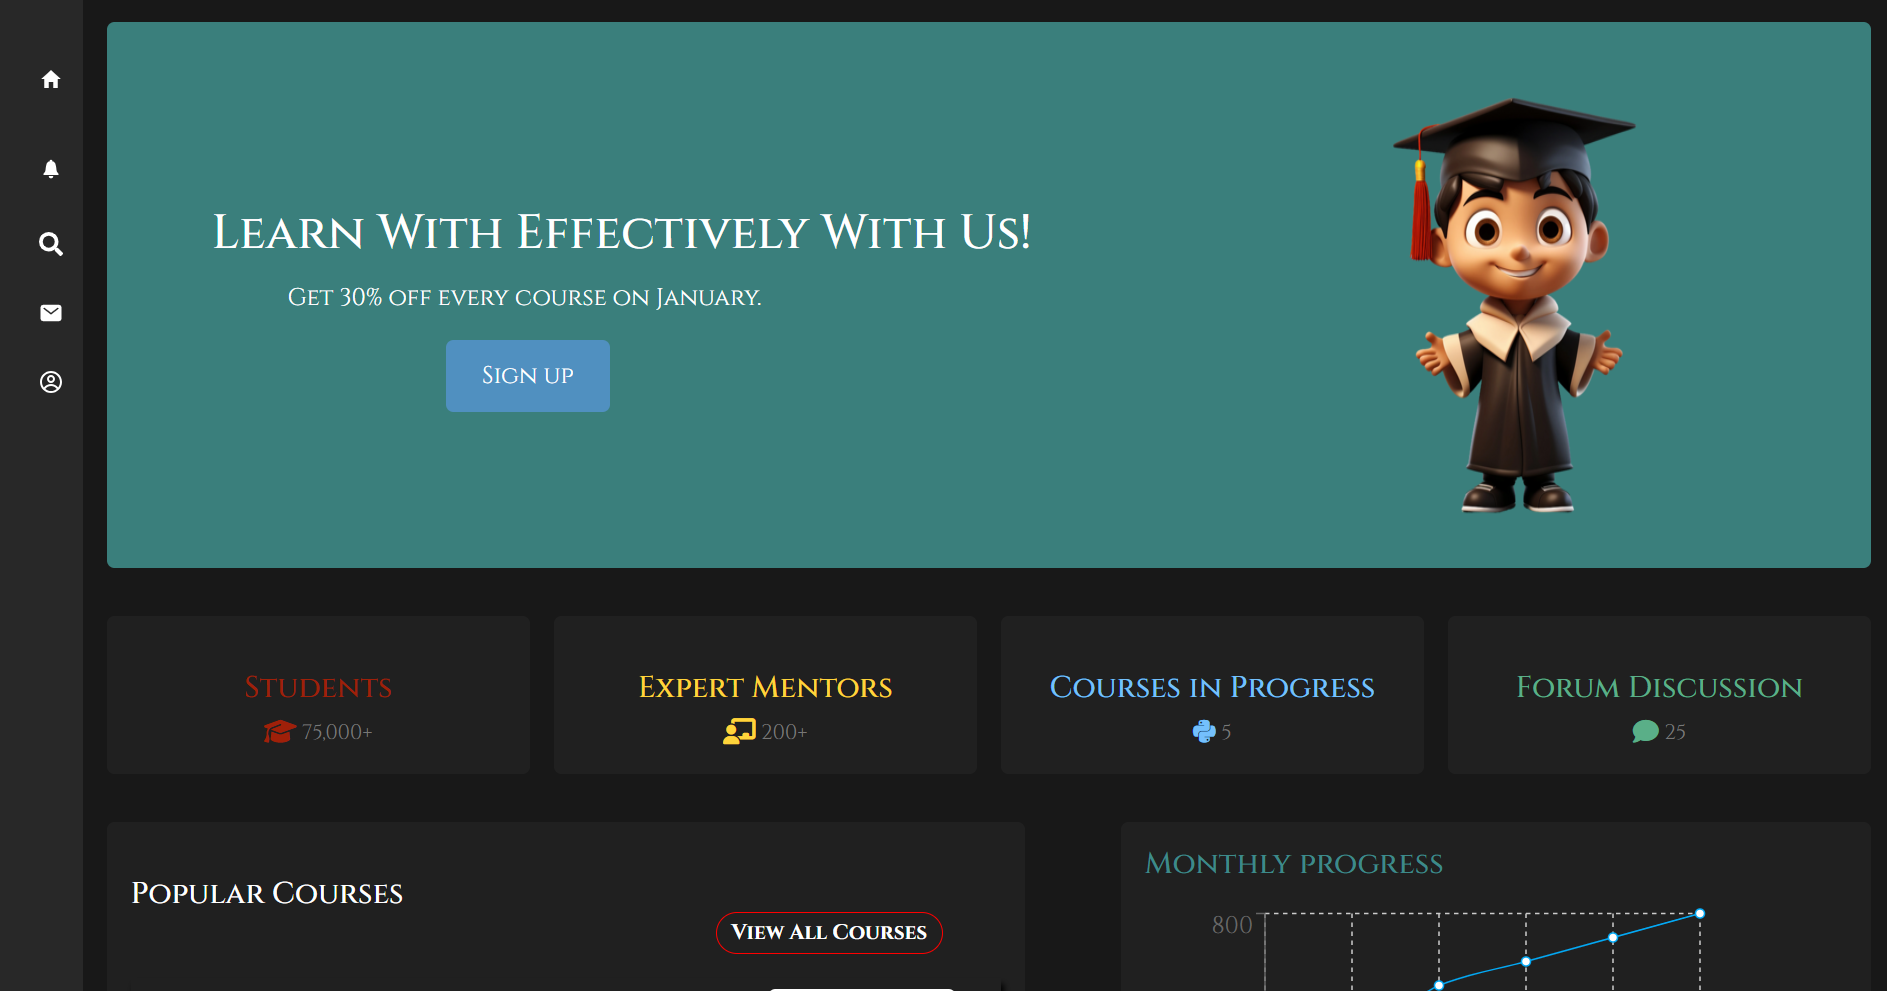 Learn With Effectively With Us!
Get 30% off every course on January.
Sign up
Students
75,000+
Expert Mentors
200+
Courses in Progress
5
Forum Discussion
25
Popular Courses
View All Courses
Monthly progress
800